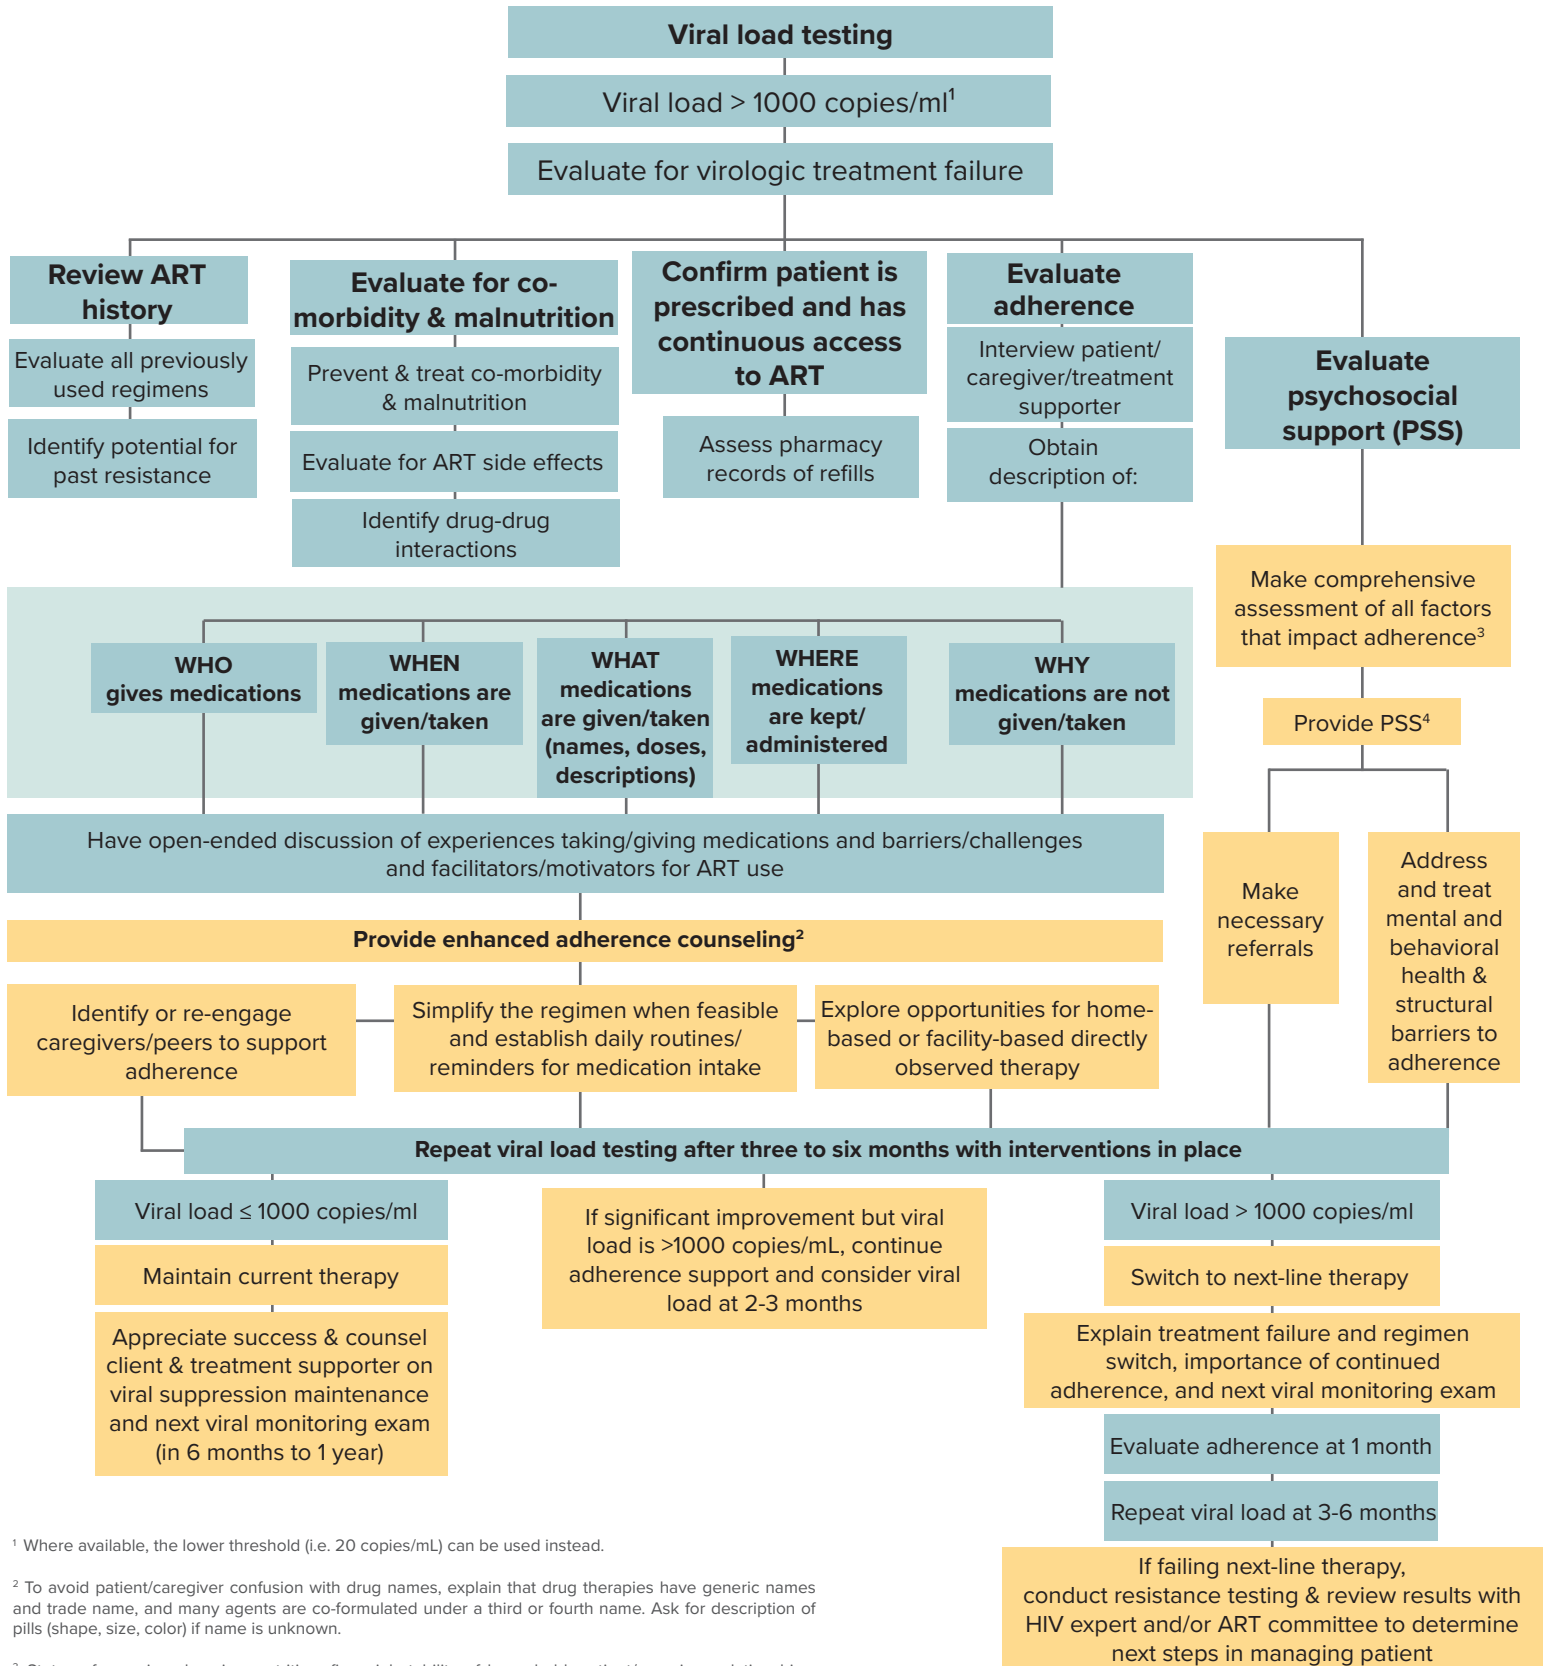 Viral load testing
Viral load > 1000 copies/ml¹
Evaluate for virologic treatment failure
Review ART
history
Evaluate all previously
used regimens
Identify potential for
past resistance
Evaluate for co-
morbidity & malnutrition
Prevent & treat co-morbidity
& malnutrition
Evaluate for ART side effects
Identify drug-drug
interactions
Confirm patient is
prescribed and has
continuous access
to ART
Assess pharmacy
records of refills
Evaluate
adherence
Interview patient/
caregiver/treatment
supporter
Obtain
description of:
Evaluate
psychosocial
support (PSS)
Make comprehensive
assessment of all factors
that impact adherence³
Provide PSS⁴
Make
necessary
referrals
Address
and treat
mental and
behavioral
health &
structural
barriers to
adherence
WHO
gives medications
WHEN
medications are
given/taken
WHAT
medications
are given/taken
(names, doses,
descriptions)
WHERE
medications
are kept/
administered
WHY
medications are not
given/taken
Have open-ended discussion of experiences taking/giving medications and barriers/challenges
and facilitators/motivators for ART use
Provide enhanced adherence counseling²
Identify or re-engage
caregivers/peers to support
adherence
Simplify the regimen when feasible
and establish daily routines/
reminders for medication intake
Explore opportunities for home-
based or facility-based directly
observed therapy
Repeat viral load testing after three to six months with interventions in place
Viral load ≤ 1000 copies/ml
Maintain current therapy
Appreciate success & counsel
client & treatment supporter on
viral suppression maintenance
and next viral monitoring exam
(in 6 months to 1 year)
If significant improvement but viral
load is >1000 copies/mL, continue
adherence support and consider viral
load at 2-3 months
Viral load > 1000 copies/ml
Switch to next-line therapy
Explain treatment failure and regimen
switch, importance of continued
adherence, and next viral monitoring exam
Evaluate adherence at 1 month
Repeat viral load at 3-6 months
If failing next-line therapy,
conduct resistance testing & review results with
HIV expert and/or ART committee to determine
next steps in managing patient
¹ Where available, the lower threshold (i.e. 20 copies/mL) can be used instead.
² To avoid patient/caregiver confusion with drug names, explain that drug therapies have generic names
and trade name, and many agents are co-formulated under a third or fourth name. Ask for description of
pills (shape, size, color) if name is unknown.